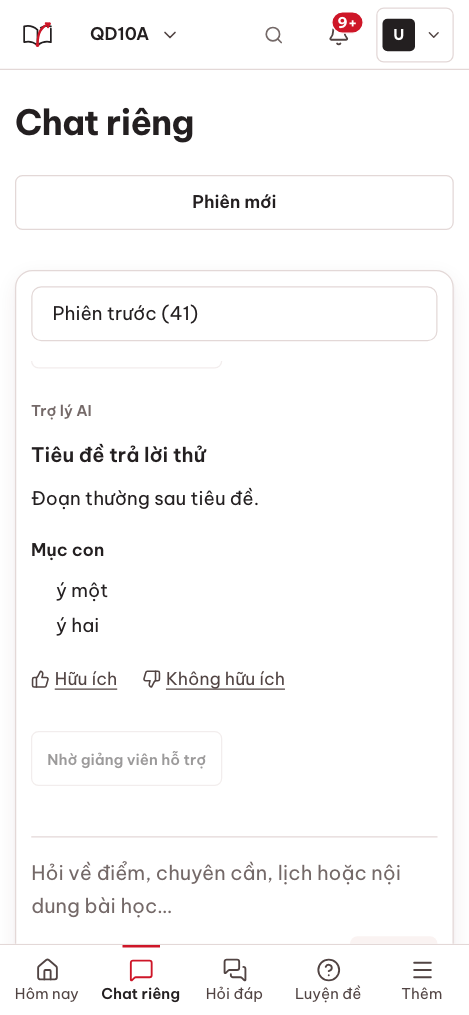 QD10A
9+
U
Chat riêng
Phiên mới
Phiên trước (41)
Trợ lý AI
Tiêu đề trả lời thử
Đoạn thường sau tiêu đề.
Mục con
ý một
ý hai
Hữu ích
Không hữu ích
Nhờ giảng viên hỗ trợ
Hỏi về điểm, chuyên cần, lịch hoặc nội
dung bài học...
Hôm nay
Chat riêng
Hỏi đáp
Luyện đề
Thêm